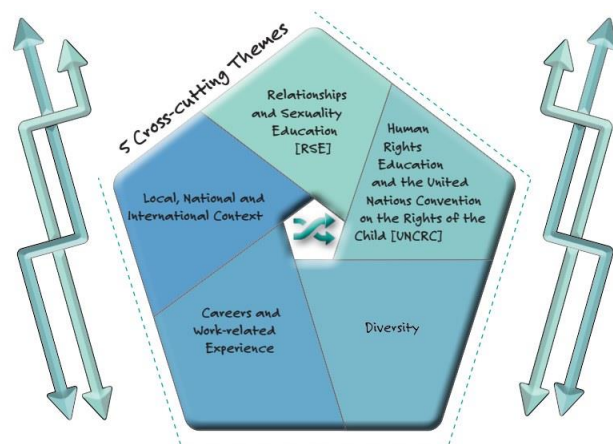 5 Cross-cutting Themes
Relationships
and Sexuality
Education
[RSE]
Human
Rights
Education
and the United
Nations Convention
on the Rights of the
Child [UNCRC]
Local, National and
International Context
Careers and
Work-related
Experience
Diversity